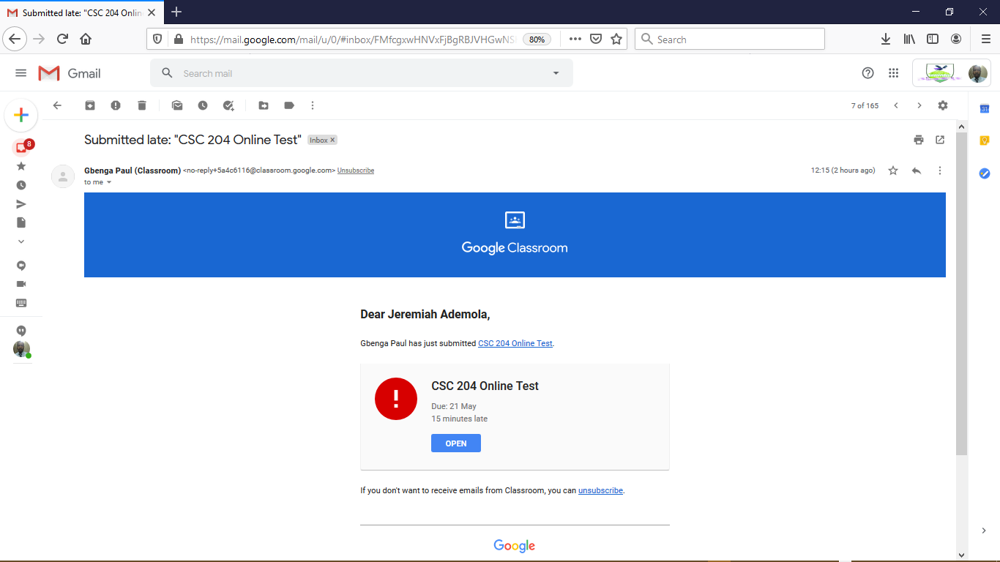 Submitted late: "CSC 204 Onlin
https://mail.google.com/mail/u/0/#inbox/FMfcgxwHNVxFjBgRBJVHGwNS
80%
Search
Gmail
Search mail
7 of 165
31
8
Submitted late: "CSC 204 Online Test"
Inbox x
Gbenga Paul (Classroom) <no-reply+5a4c6116@classroom.google.com> Unsubscribe
12:15 (2 hours ago)
to me
Google Classroom
Dear Jeremiah Ademola,
Gbenga Paul has just submitted CSC 204 Online Test.
!
CSC 204 Online Test
Due: 21 May
15 minutes late
OPEN
If you don't want to receive emails from Classroom, you can unsubscribe.
Google